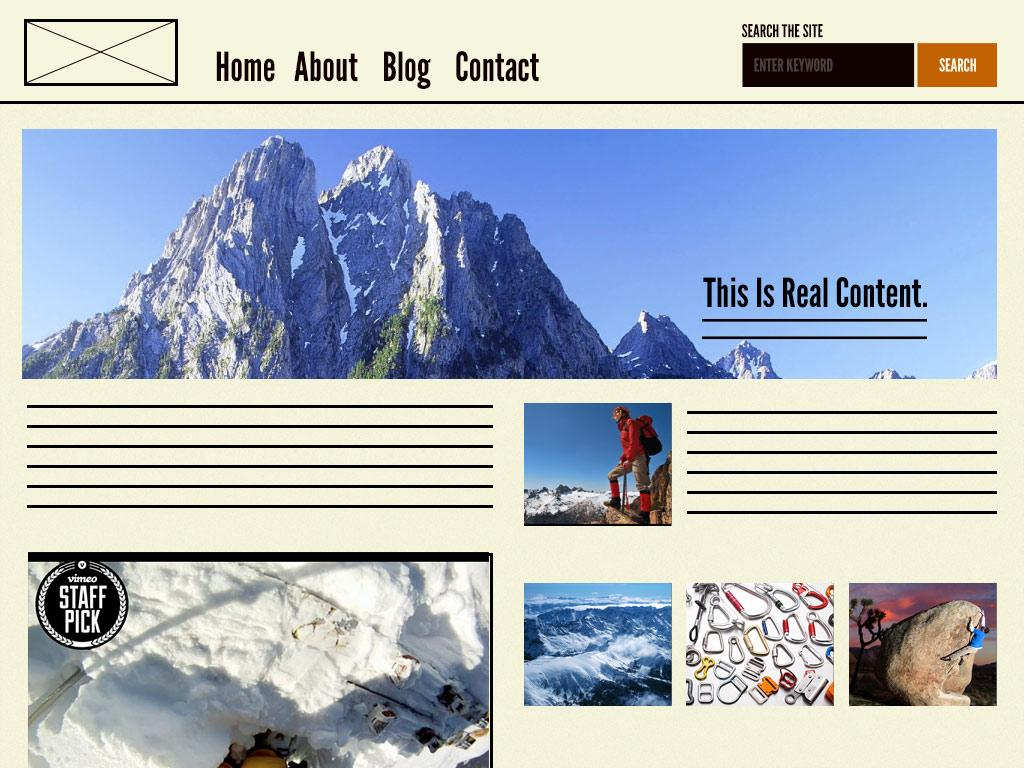 SEARCH THE SITE
Home About Blog Contact
ENTER KEYWORD
SEARCH
This Is Real Content.
vimeo
STAFF
PICK